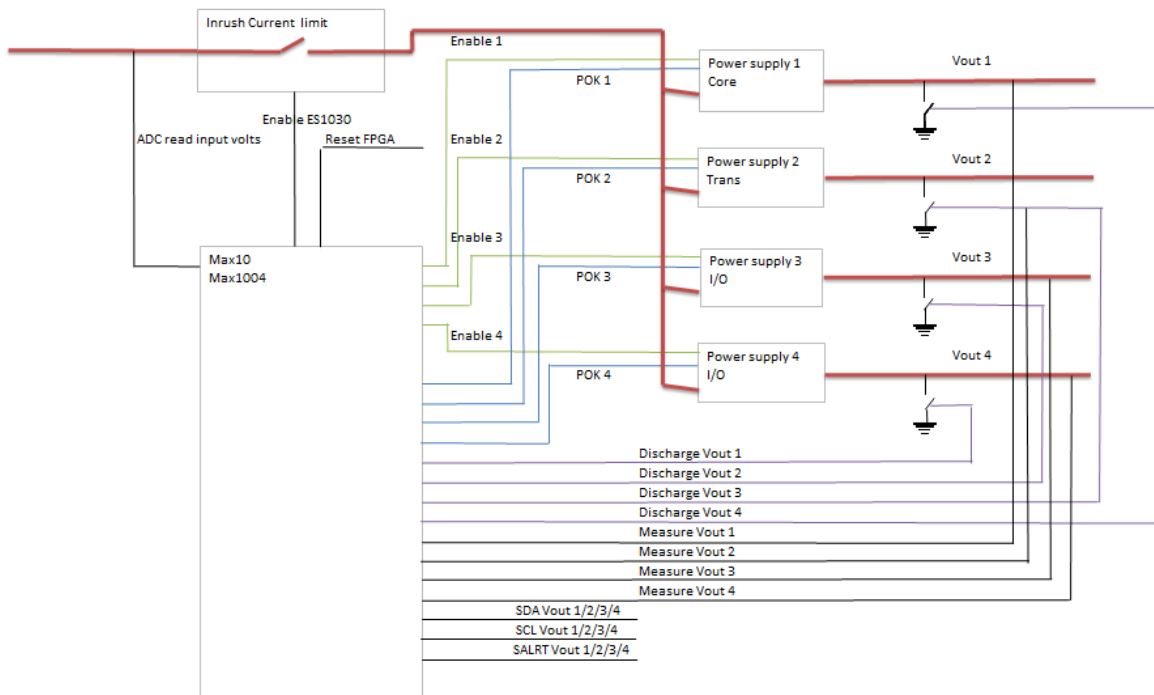 Inrush Current limit
Enable 1
Power supply 1
Core
Vout 1
POK 1
Enable ES1030
ADC read input volts
Reset FPGA
Enable 2
Power supply 2
Trans
Vout 2
POK 2
Enable 3
Max10
Max1004
Power supply 3
I/O
Vout 3
POK 3
Enable 4
Power supply 4
I/O
Vout 4
POK 4
Discharge Vout 1
Discharge Vout 2
Discharge Vout 3
Discharge Vout 4
Measure Vout 1
Measure Vout 2
Measure Vout 3
Measure Vout 4
SDA Vout 1/2/3/4
SCL Vout 1/2/3/4
SALRT Vout 1/2/3/4